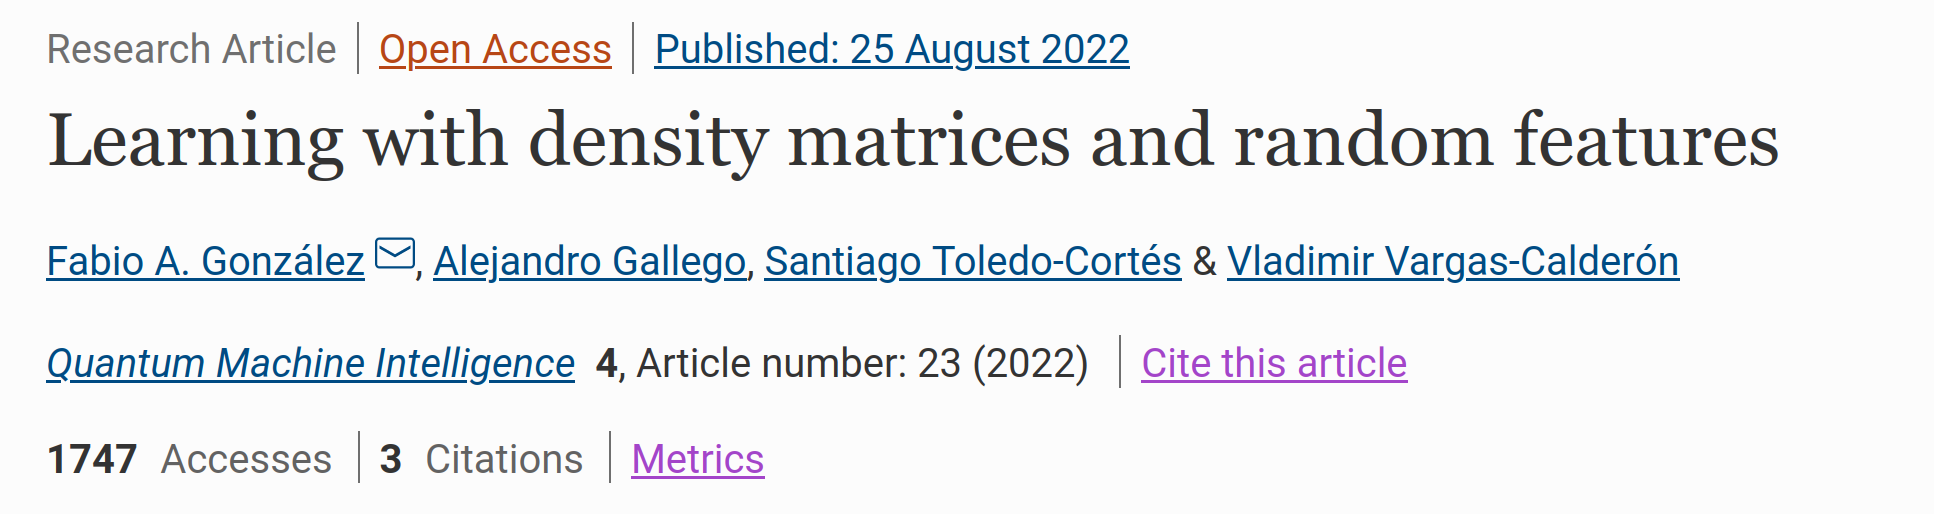 Research Article | Open Access | Published: 25 August 2022
Learning with density matrices and random features
Fabio A. González, Alejandro Gallego, Santiago Toledo-Cortés & Vladimir Vargas-Calderón
Quantum Machine Intelligence 4, Article number: 23 (2022) | Cite this article
1747 Accesses | 3 Citations | Metrics